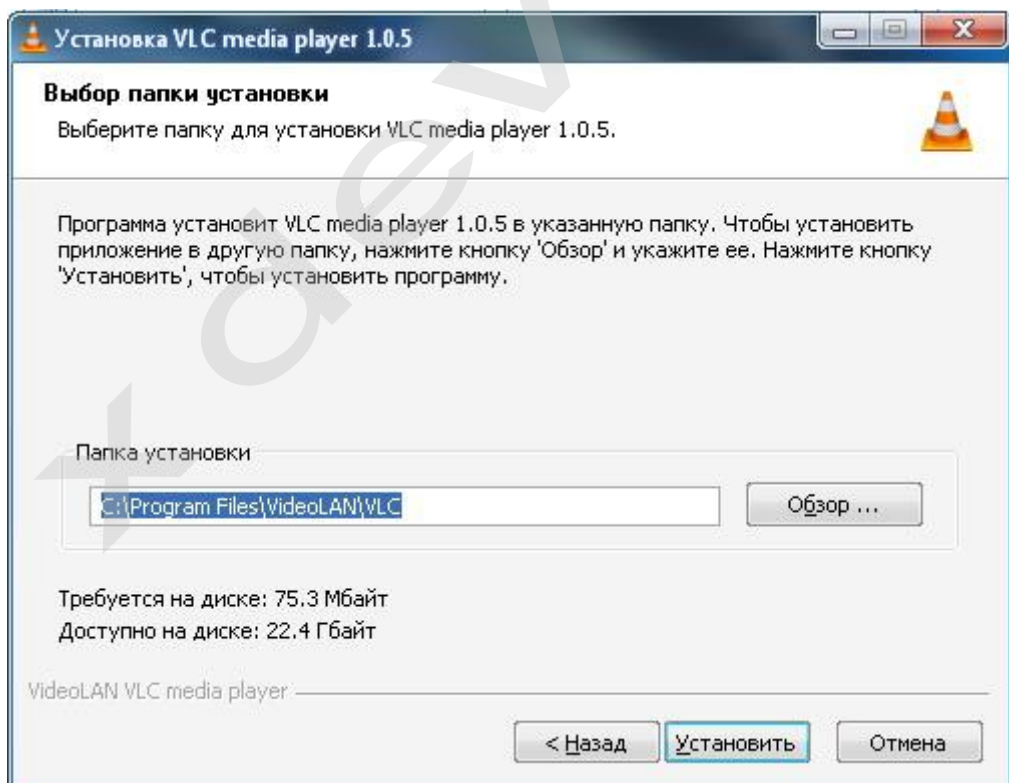 Установка VLC media player 1.0.5
Выбор папки установки
Выберите папку для установки VLC media player 1.0.5.
Программа установит VLC media player 1.0.5 в указанную папку. Чтобы установить
приложение в другую папку, нажмите кнопку 'Обзор' и укажите ее. Нажмите кнопку
'Установить', чтобы установить программу.
Папка установки
C:\Program Files\VideoLAN\VLC
Обзор ...
Требуется на диске: 75.3 Мбайт
Доступно на диске: 22.4 Гбайт
VideoLAN VLC media player
< Назад
Установить
Отмена
x dev